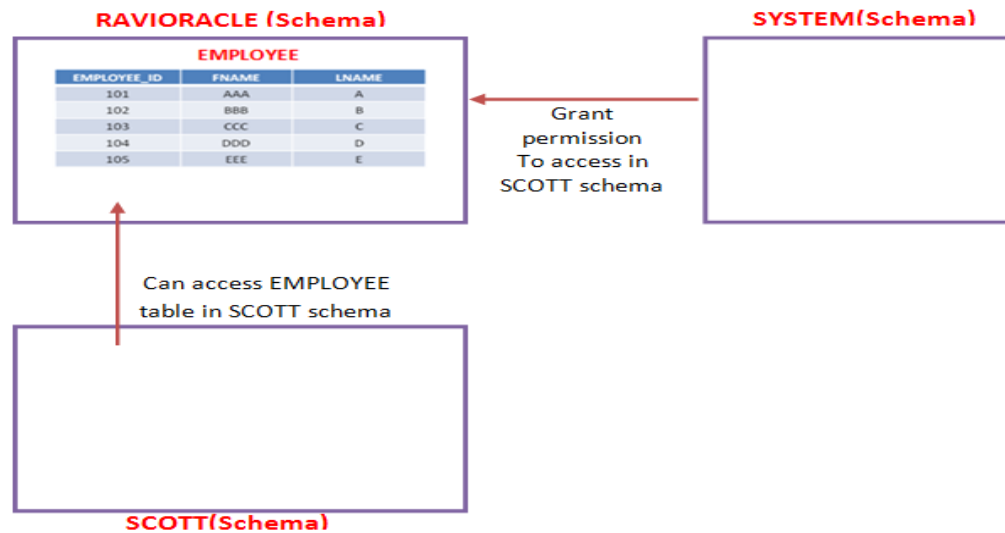 RAVIORACLE (Schema)
SYSTEM(Schema)
EMPLOYEE
EMPLOYEE_ID FNAME LNAME
101 AAA A
102 BBB B
103 CCC C
104 DDD D
105 EEE E
Grant
permission
To access in
SCOTT schema
Can access EMPLOYEE
table in SCOTT schema
SCOTT(Schema)